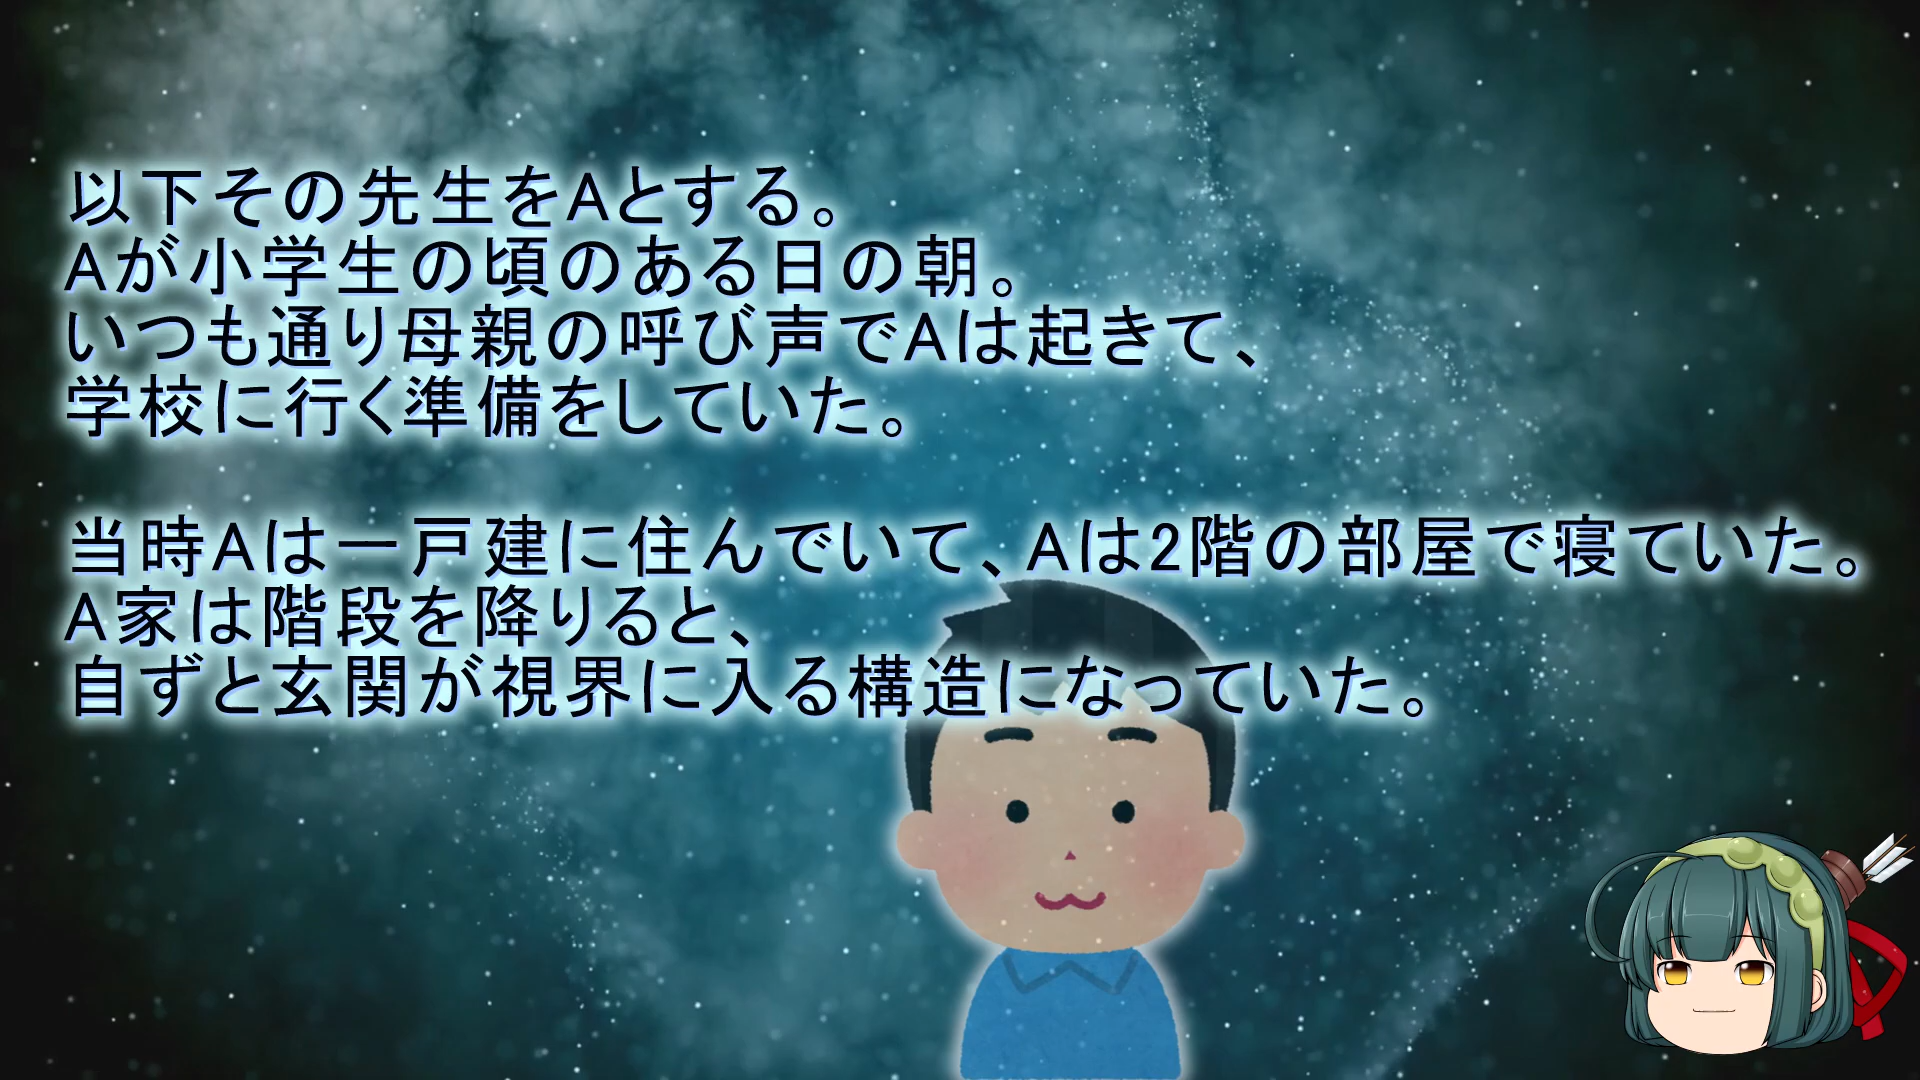 以下その先生をAとする。
Aが小学生の頃のある日の朝。
いつも通り母親の呼び声でAは起きて、
学校に行く準備をしていた。
当時Aは一戸建に住んでいて、Aは2階の部屋で寝ていた。
A家は階段を降りると、
自ずと玄関が視界に入る構造になっていた。